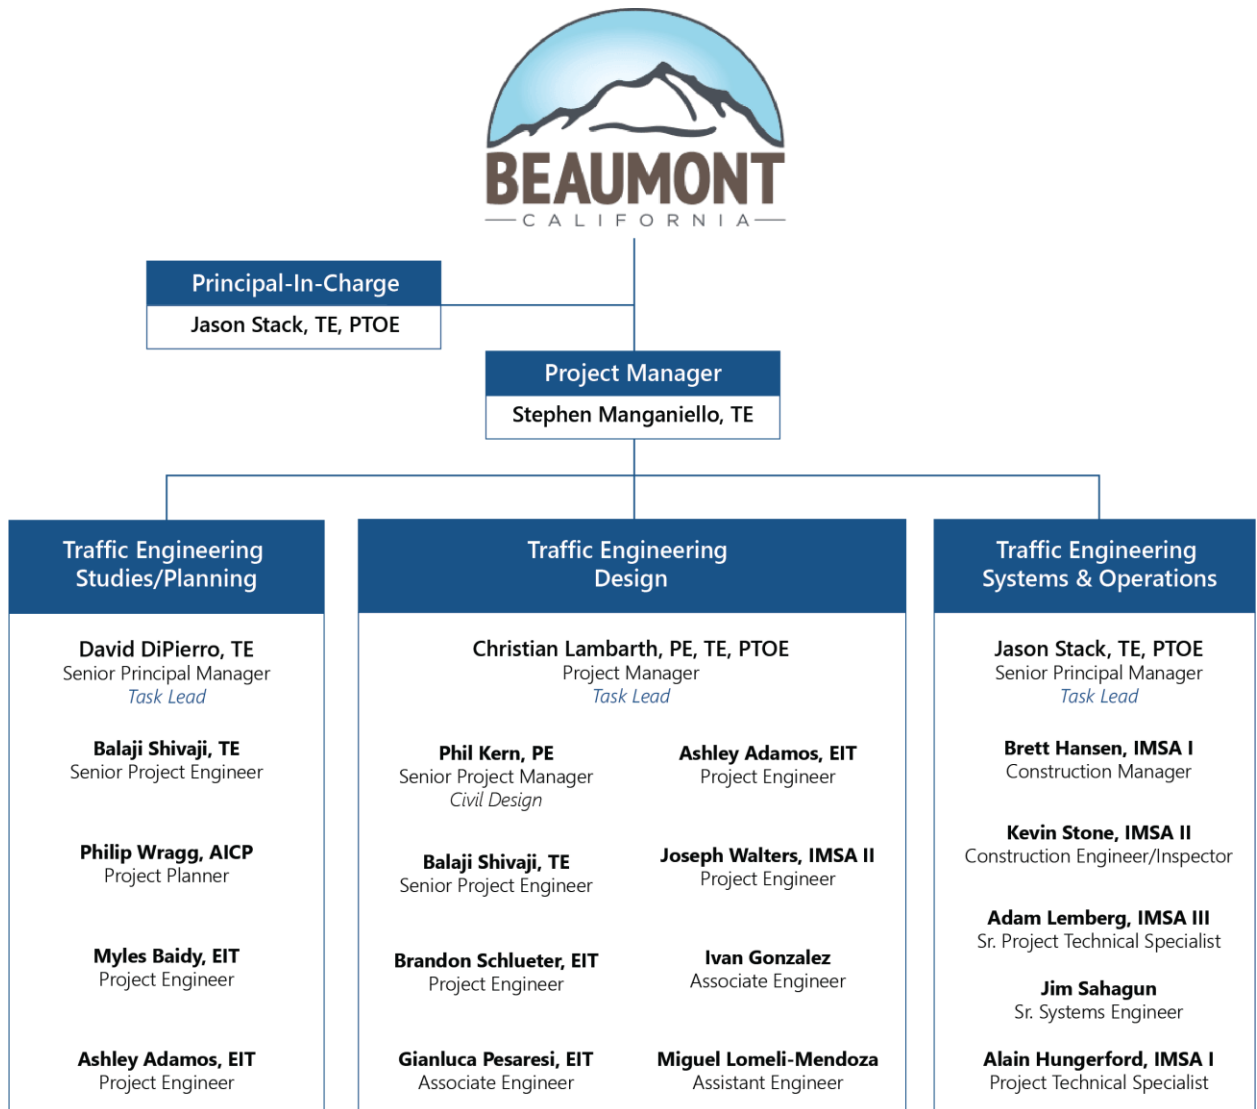 BEAUMONT
CALIFORNIA
Principal-In-Charge
Jason Stack, TE, PTOE
Project Manager
Stephen Manganiello, TE
Traffic Engineering
Studies/Planning
David DiPierro, TE
Senior Principal Manager
Task Lead
Balaji Shivaji, TE
Senior Project Engineer
Philip Wragg, AICP
Project Planner
Myles Baidy, EIT
Project Engineer
Ashley Adamos, EIT
Project Engineer
Traffic Engineering
Design
Christian Lambarth, PE, TE, PTOE
Project Manager
Task Lead
Phil Kern, PE
Senior Project Manager
Civil Design
Balaji Shivaji, TE
Senior Project Engineer
Brandon Schlueter, EIT
Project Engineer
Gianluca Pesaresi, EIT
Associate Engineer
Ashley Adamos, EIT
Project Engineer
Joseph Walters, IMSA II
Project Engineer
Ivan Gonzalez
Associate Engineer
Miguel Lomeli-Mendoza
Assistant Engineer
Traffic Engineering
Systems & Operations
Jason Stack, TE, PTOE
Senior Principal Manager
Task Lead
Brett Hansen, IMSA I
Construction Manager
Kevin Stone, IMSA II
Construction Engineer/Inspector
Adam Lemberg, IMSA III
Sr. Project Technical Specialist
Jim Sahagun
Sr. Systems Engineer
Alain Hungerford, IMSA I
Project Technical Specialist